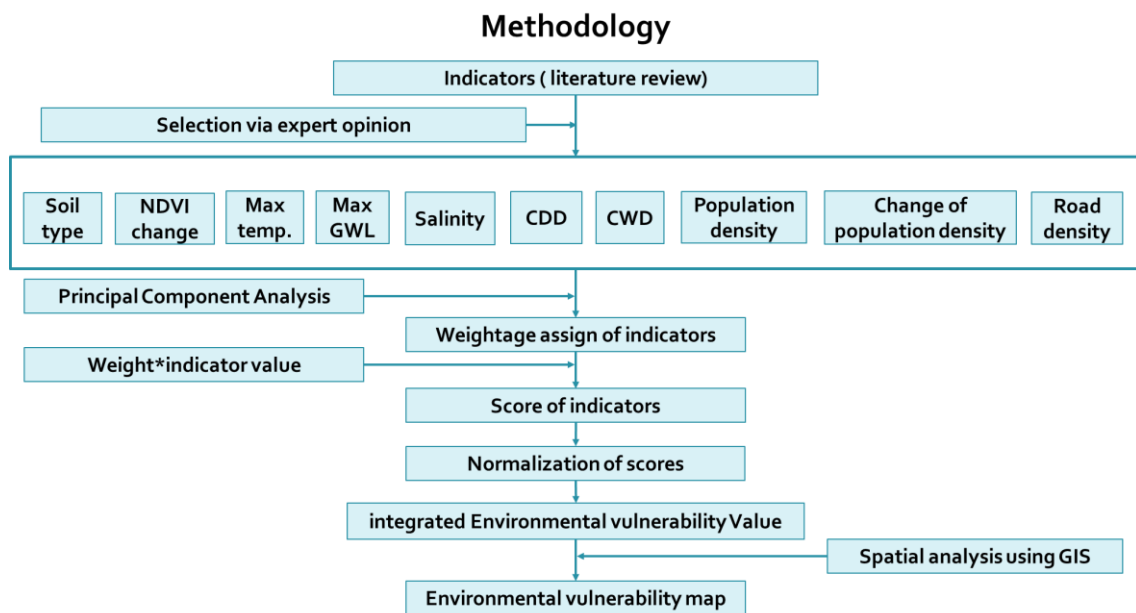 Methodology
Indicators ( literature review)
Selection via expert opinion
Soil
type
NDVI
change
Max
temp.
Max
GWL
Salinity
CDD
CWD
Population
density
Change of
population density
Road
density
Principal Component Analysis
Weightage assign of indicators
Weight*indicator value
Score of indicators
Normalization of scores
integrated Environmental vulnerability Value
Spatial analysis using GIS
Environmental vulnerability map